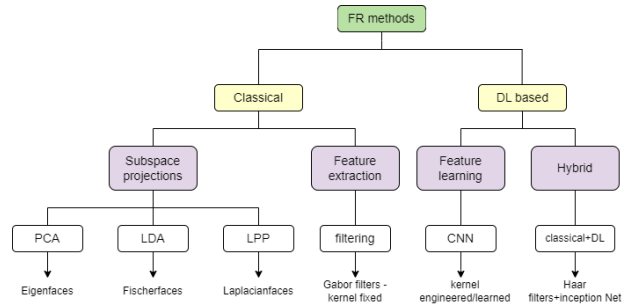 FR methods
Classical
DL based
Subspace
projections
Feature
extraction
Feature
learning
Hybrid
PCA
LDA
LPP
filtering
CNN
classical+DL
Eigenfaces
Fischerfaces
Laplacianfaces
Gabor filters -
kernel fixed
kernel
engineered/learned
Haar
filters+inception Net